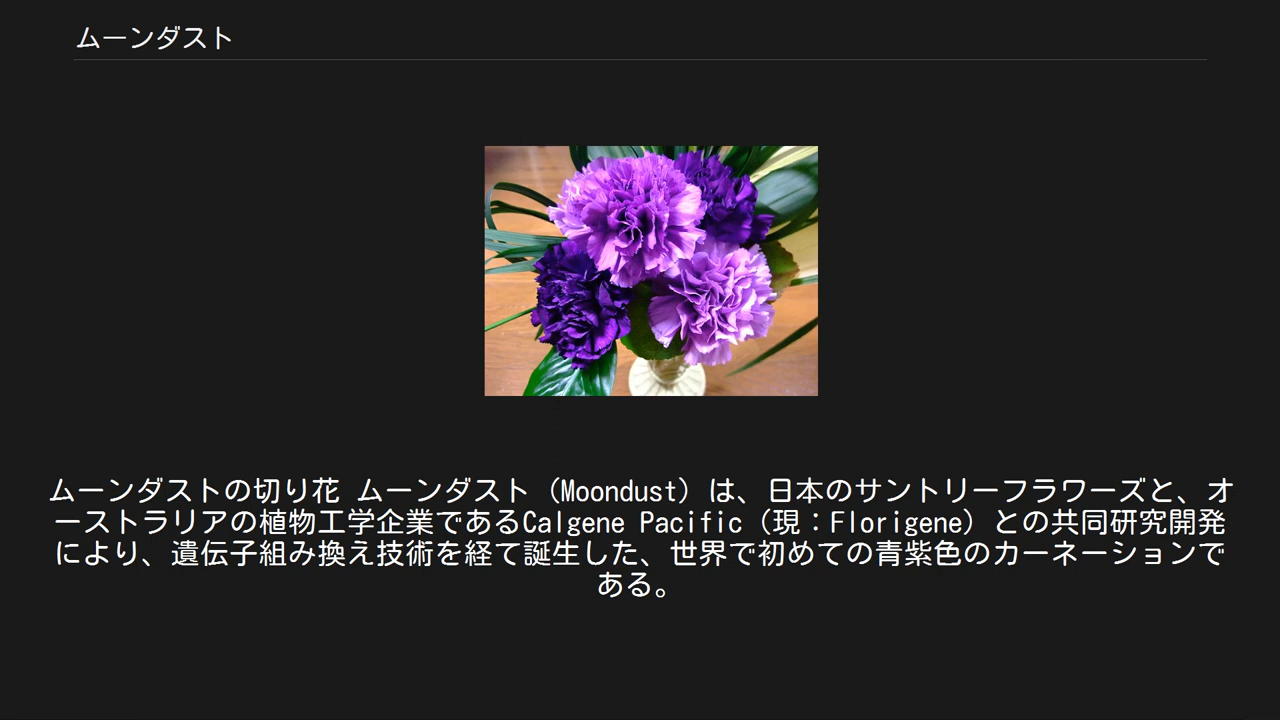 ムーンダスト
ムーンダストの切り花 ムーンダスト（Moondust）は、日本のサントリーフラワーズと、オ
ーストラリアの植物工学企業であるCalgene Pacific（現：Florigene）との共同研究開発
により、遺伝子組み換え技術を経て誕生した、世界で初めての青紫色のカーネーションで
ある。